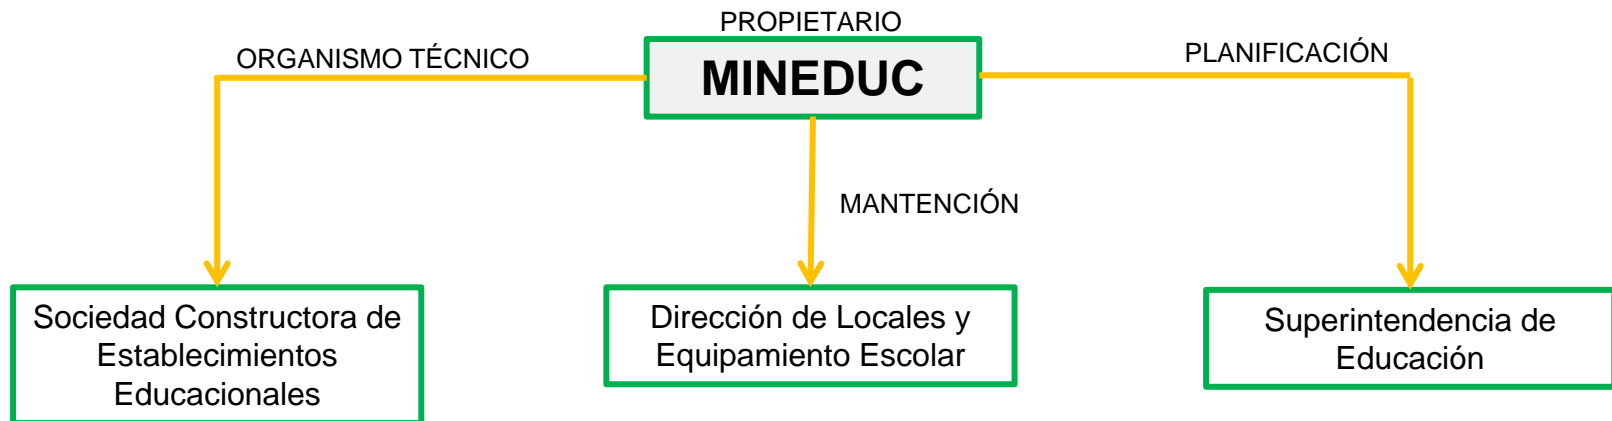 PROPIETARIO
ORGANISMO TÉCNICO
MINEDUC
PLANIFICACIÓN
MANTENCIÓN
Sociedad Constructora de
Establecimientos
Educacionales
Dirección de Locales y
Equipamiento Escolar
Superintendencia de
Educación